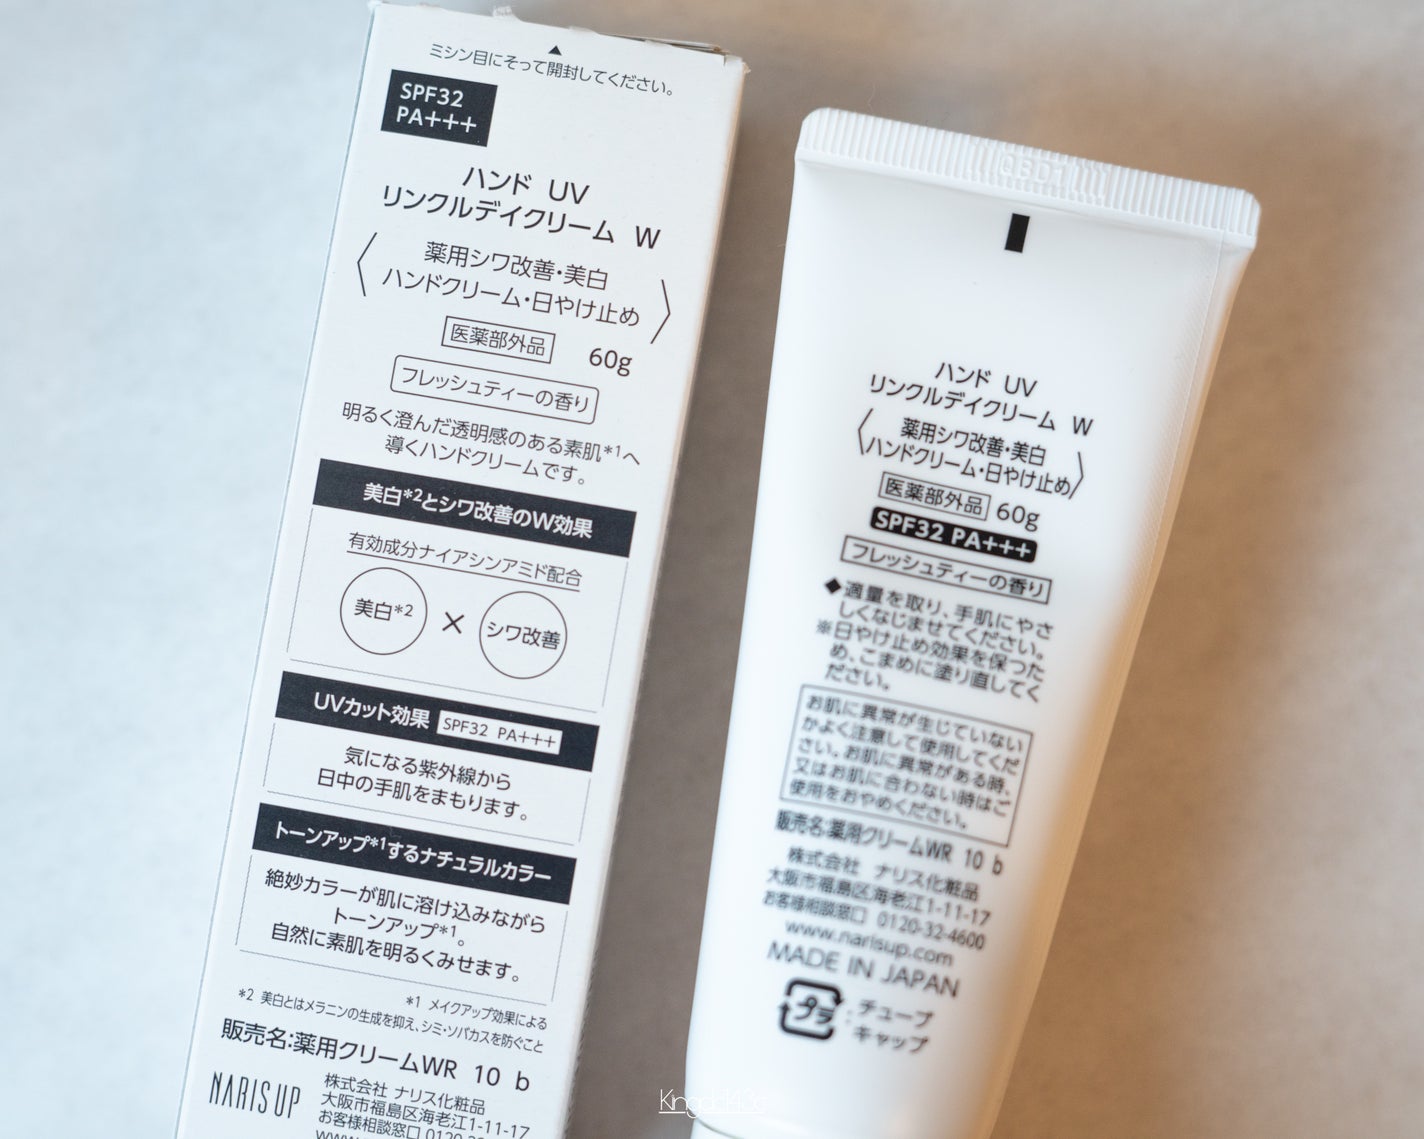 ▲
ミシン目にそって開封してください。
SPF32
PA+++
ハンド UV
リンクルデイクリーム W
〈薬用シワ改善・美白
ハンドクリーム・日やけ止め〉
医薬部外品 60g
フレッシュティーの香り
明るく澄んだ透明感のある素肌*1へ
導くハンドクリームです。
美白*2とシワ改善のW効果
有効成分ナイアシンアミド配合
美白*2 × シワ改善
UVカット効果 SPF32 PA+++
気になる紫外線から
日中の手肌をまもります。
トーンアップ*1するナチュラルカラー
絶妙カラーが肌に溶け込みながら
トーンアップ*1。
自然に素肌を明るくみせます。
*1 メイクアップ効果による
*2 美白とはメラニンの生成を抑え、シミ・ソバカスを防ぐこと
販売名:薬用クリームWR 10 b
NARIS UP
株式会社 ナリス化粧品
大阪市福島区海老江1-11-17
お客様相談窓口 0120-32
ハンド UV
リンクルデイクリーム W
〈薬用シワ改善・美白
ハンドクリーム・日やけ止め〉
医薬部外品 60g
SPF32 PA+++
フレッシュティーの香り
◆適量を取り、手肌にやさ
しくなじませてください。
※日やけ止め効果を保つた
め、こまめに塗り直してく
ださい。
お肌に異常が生じていない
かよく注意して使用してくだ
さい。お肌に異常がある時、
又はお肌に合わない時はご
使用をおやめください。
販売名:薬用クリームWR 10 b
株式会社 ナリス化粧品
大阪市福島区海老江1-11-17
お客様相談窓口 0120-32-4600
www.narisup.com
MADE IN JAPAN
プラ : チューブ
キャップ